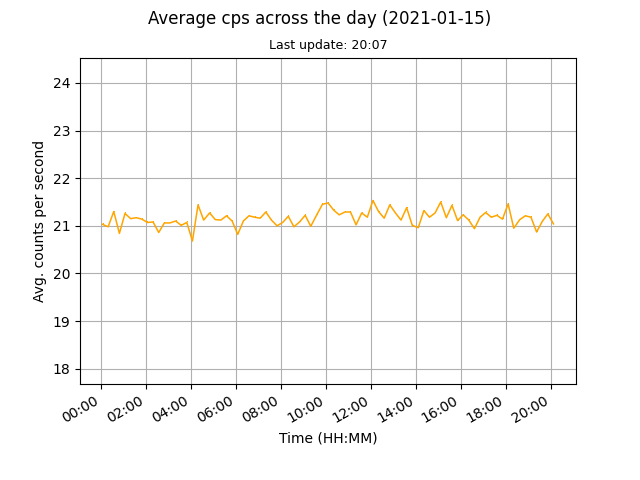 Average cps across the day (2021-01-15)
Last update: 20:07
24
23
22
21
20
19
18
Avg. counts per second
00:00 02:00 04:00 06:00 08:00 10:00 12:00 14:00 16:00 18:00 20:00
Time (HH:MM)